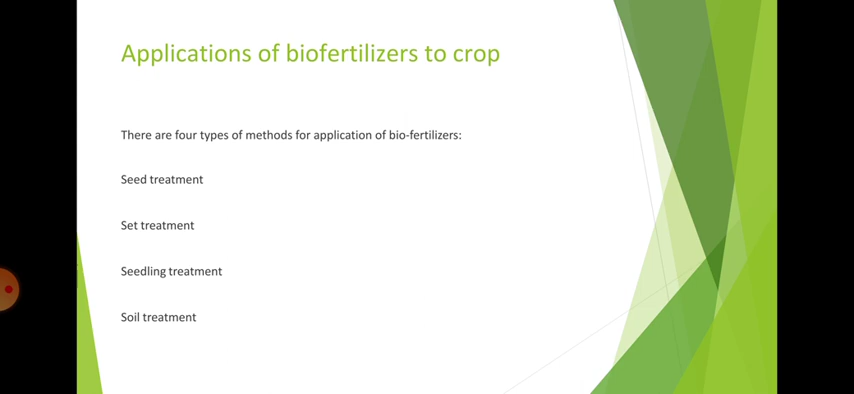 Applications of biofertilizers to crop
There are four types of methods for application of bio-fertilizers:
Seed treatment
Set treatment
Seedling treatment
Soil treatment